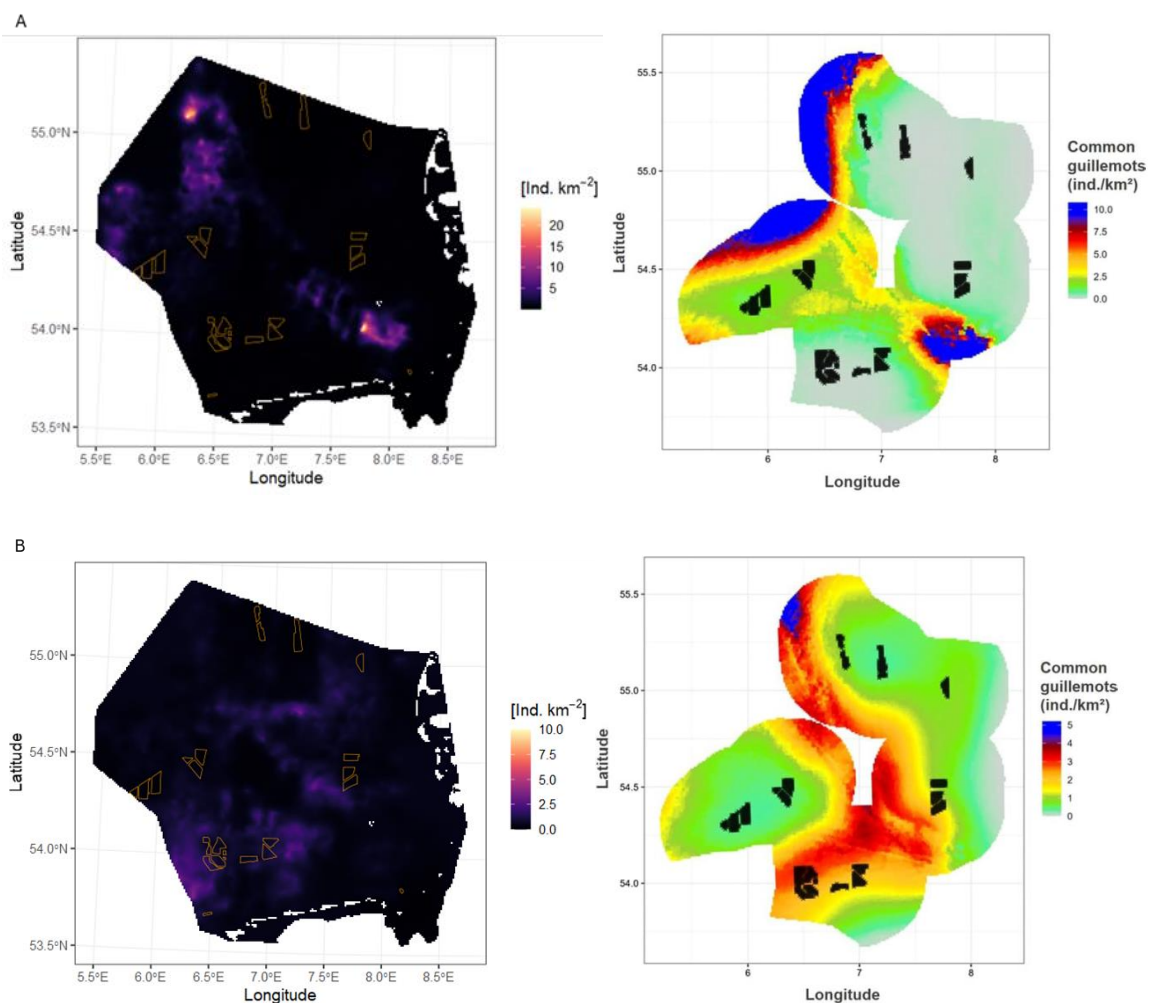 A
55.0°N
54.5°N
54.0°N
53.5°N
Latitude
5.5°E 6.0°E 6.5°E 7.0°E 7.5°E 8.0°E 8.5°E
Longitude
[Ind. km⁻²]
20
15
10
5
55.5
55.0
54.5
54.0
Latitude
6 7 8
Longitude
Common
guillemots
(ind./km²)
10.0
7.5
5.0
2.5
0.0
B
55.0°N
54.5°N
54.0°N
53.5°N
Latitude
5.5°E 6.0°E 6.5°E 7.0°E 7.5°E 8.0°E 8.5°E
Longitude
[Ind. km⁻²]
10.0
7.5
5.0
2.5
0.0
55.5
55.0
54.5
54.0
Latitude
6 7 8
Longitude
Common
guillemots
(ind./km²)
5
4
3
2
1
0